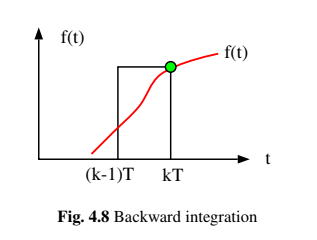 f(t)
f(t)
t
(k-1)T
kT
Fig. 4.8 Backward integration